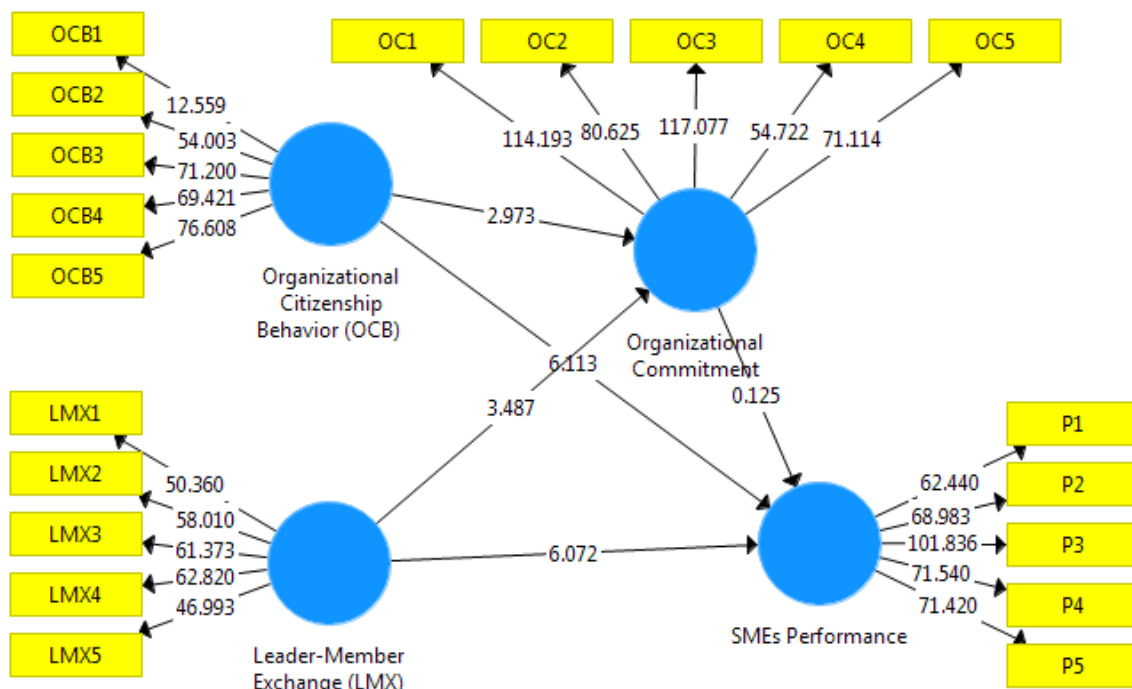 OCB1
OCB2
OCB3
OCB4
OCB5
12.559
54.003
71.200
69.421
76.608
Organizational
Citizenship
Behavior (OCB)
OC1
OC2
OC3
OC4
OC5
114.193
80.625
117.077
54.722
71.114
2.973
Organizational
Commitment
6.113
3.487
0.125
LMX1
LMX2
LMX3
LMX4
LMX5
50.360
58.010
61.373
62.820
46.993
Leader-Member
Exchange (LMX)
6.072
SMEs Performance
62.440
68.983
101.836
71.540
71.420
P1
P2
P3
P4
P5